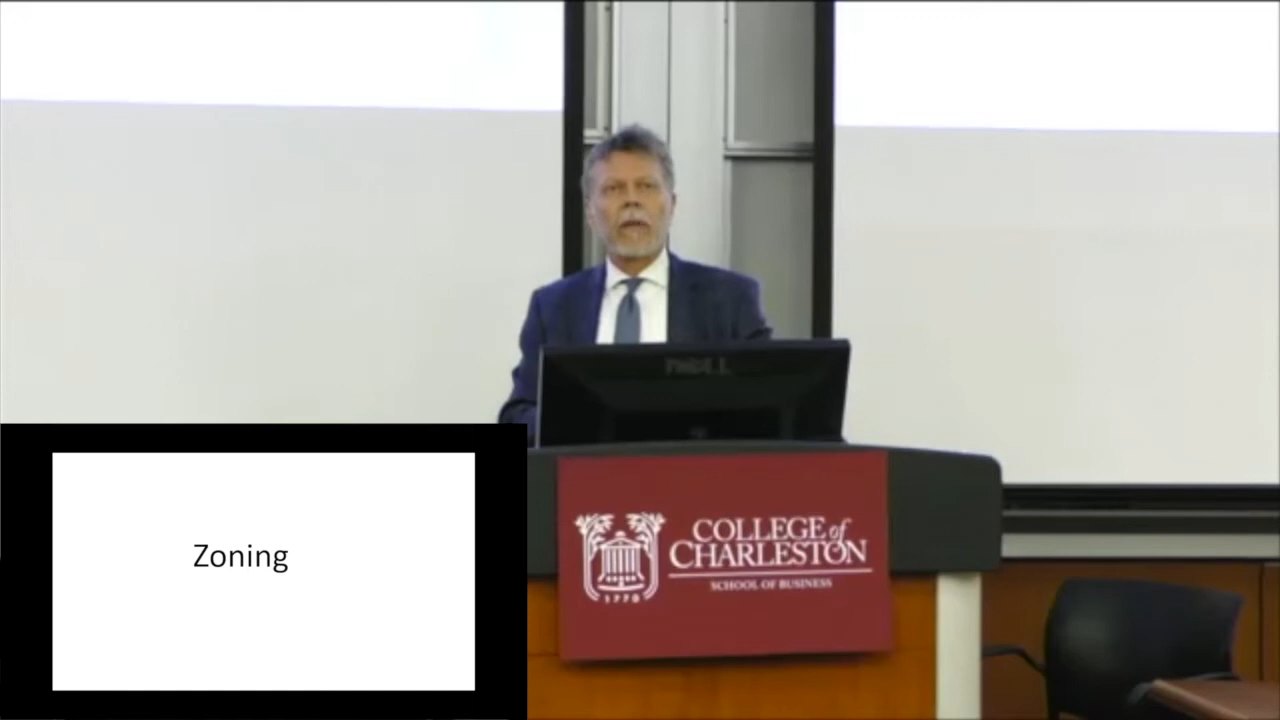 Zoning
COLLEGE of
CHARLESTON
SCHOOL OF BUSINESS
1770
DELL